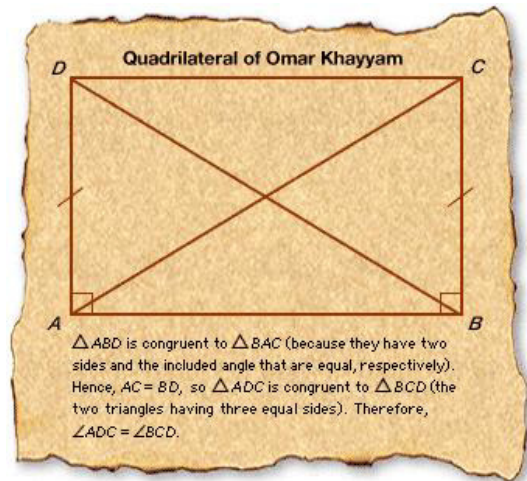 Quadrilateral of Omar Khayyam
D
C
A
B
△ABD is congruent to △BAC (because they have two
sides and the included angle that are equal, respectively).
Hence, AC = BD, so △ADC is congruent to △BCD (the
two triangles having three equal sides). Therefore,
∠ADC = ∠BCD.